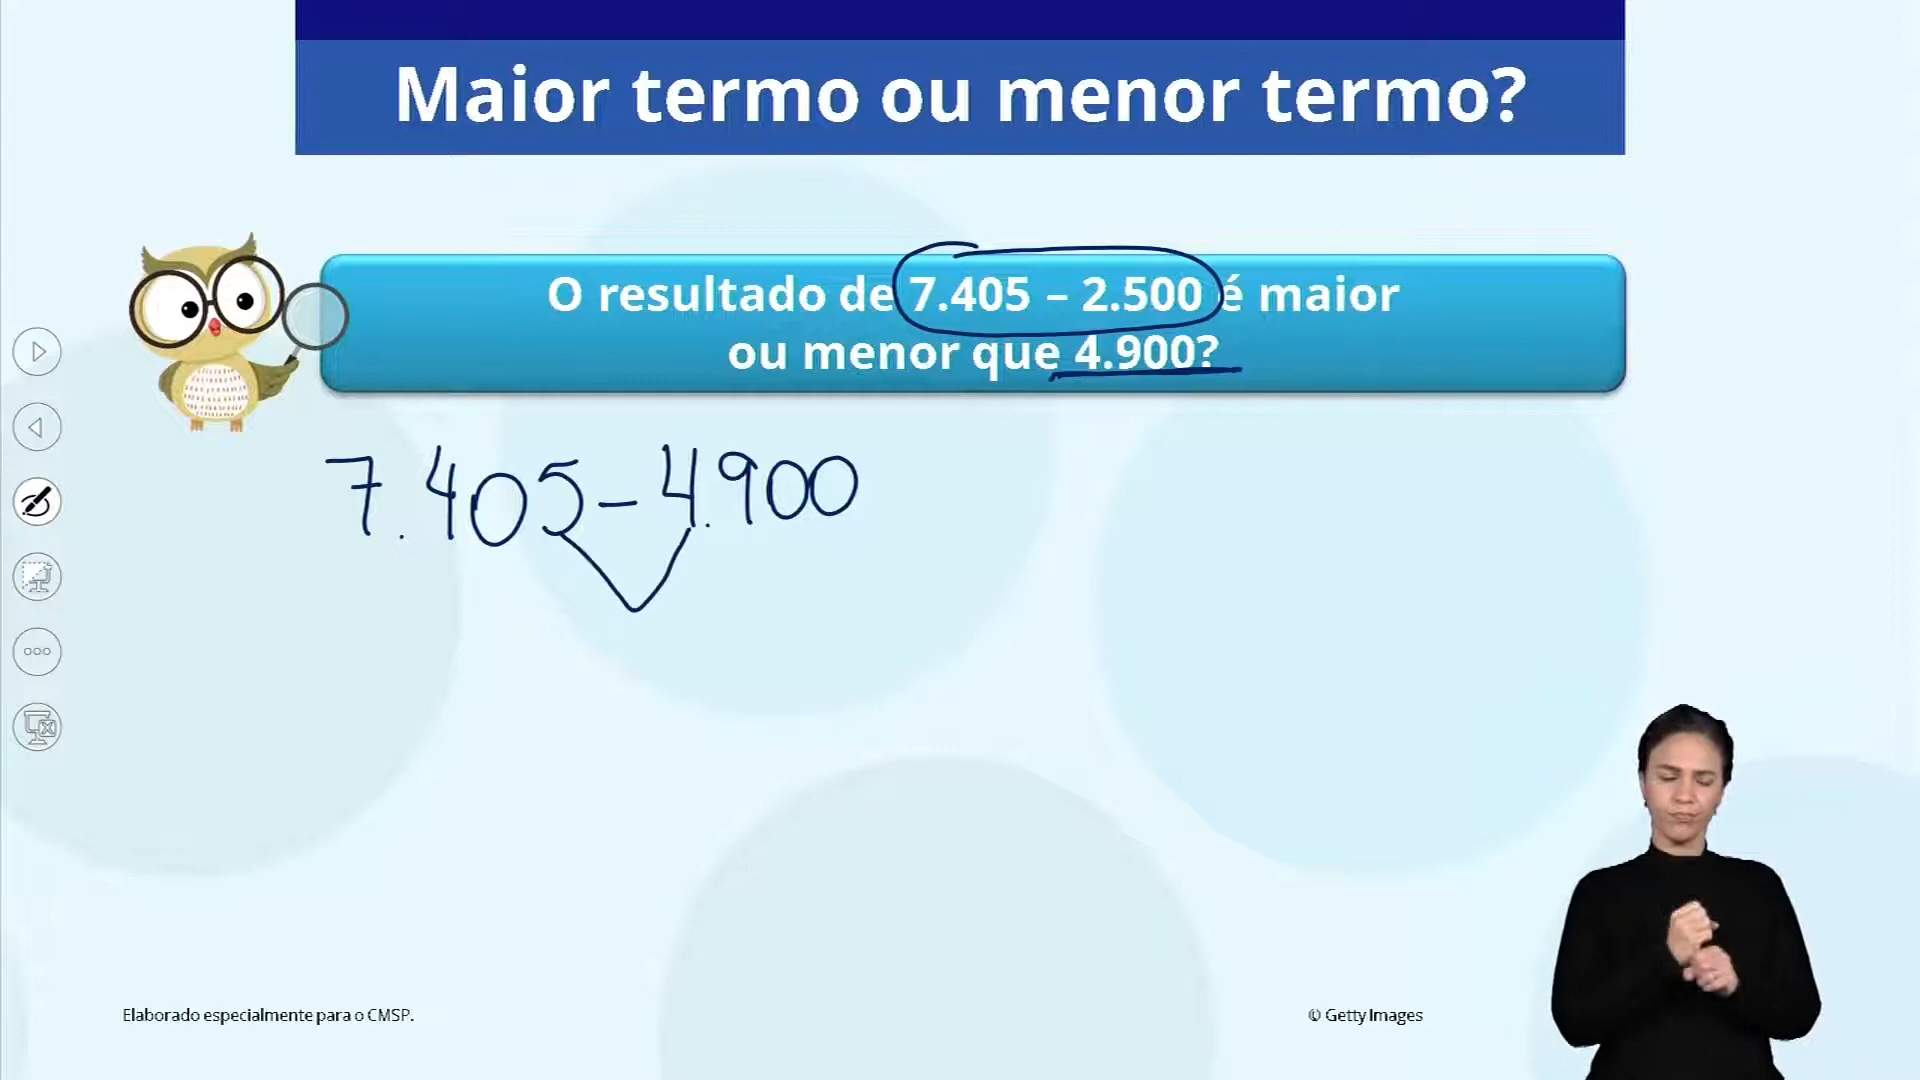 Maior termo ou menor termo?
O resultado de 7.405 – 2.500 é maior
ou menor que 4.900?
7.405 – 4.900
Elaborado especialmente para o CMSP.
© Getty Images